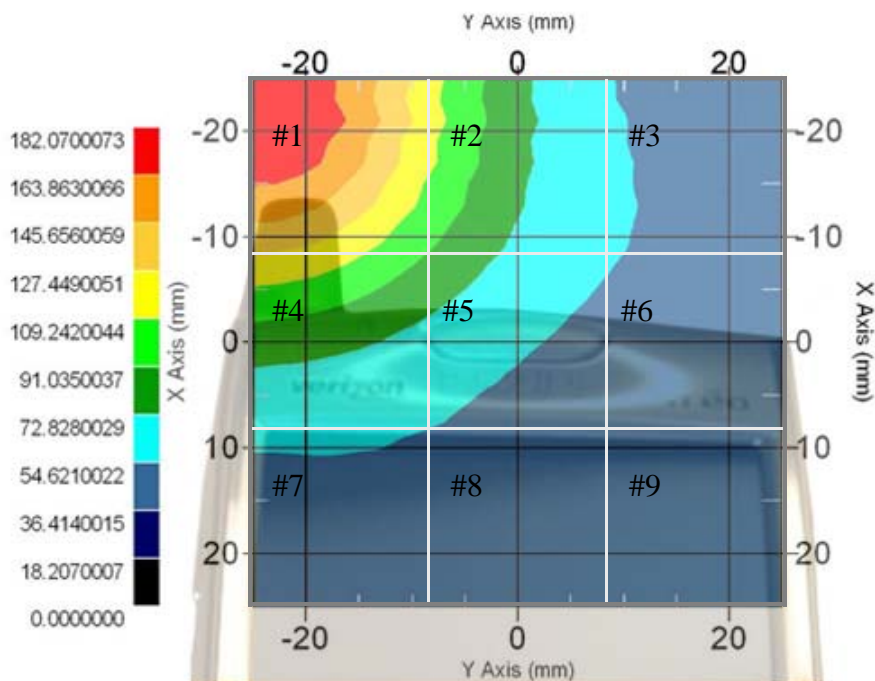 Y Axis (mm)
-20 0 20
182.0700073
163.8630066
145.6560059
127.4490051
109.2420044
91.0350037
72.8280029
54.6210022
36.4140015
18.2070007
0.0000000
X Axis (mm)
-20 #1 #2 #3 -20
-10 -10
#4 #5 #6
0 0
verizon
10 10
#7 #8 #9
20 20
X Axis (mm)
-20 0 20
Y Axis (mm)